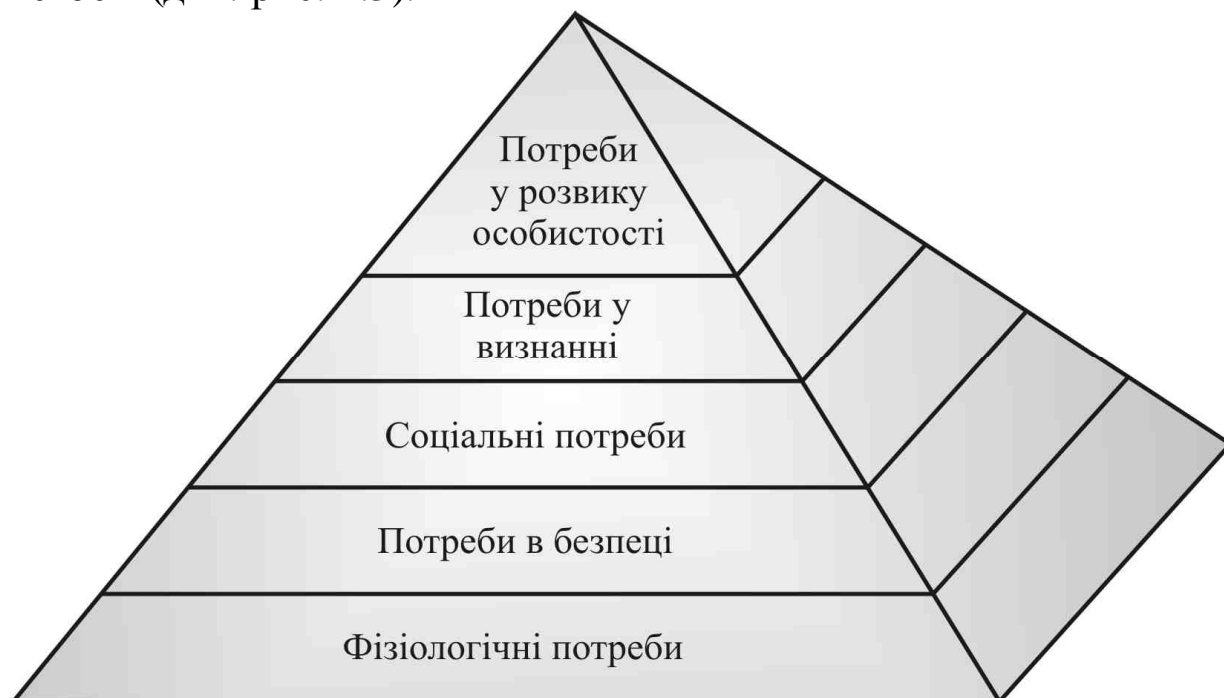 Потреби
у розвику
особистості
Потреби у
визнанні
Соціальні потреби
Потреби в безпеці
Фізіологічні потреби